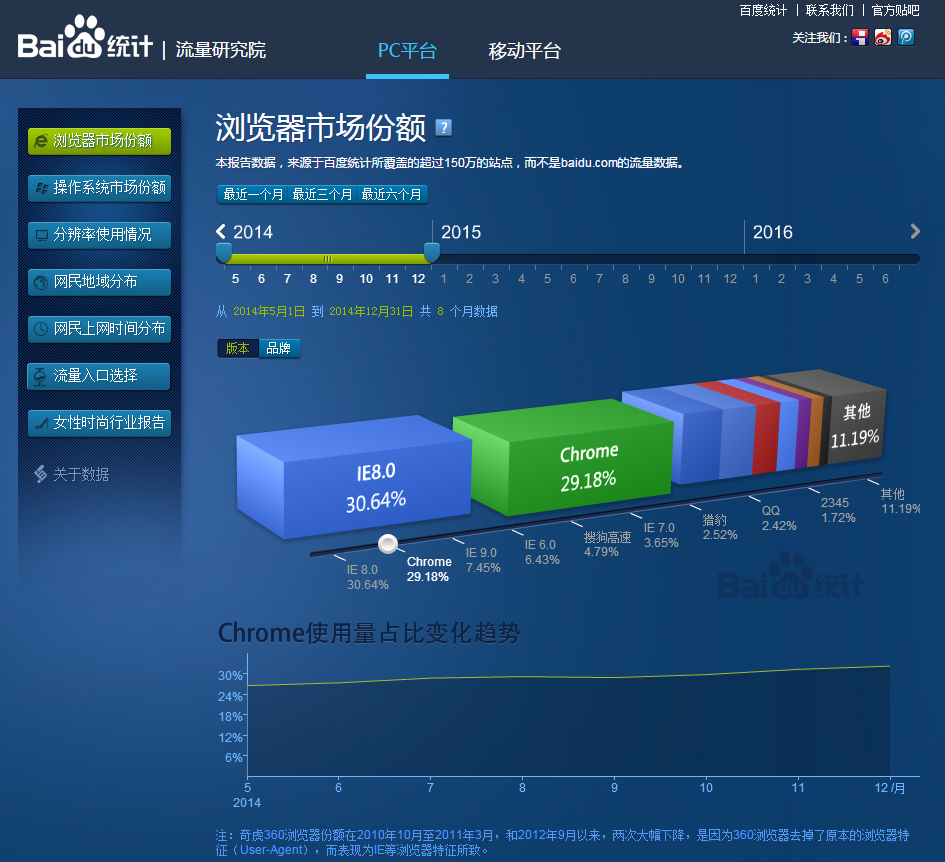 百度统计 | 联系我们 | 官方贴吧
Baidu统计 | 流量研究院
PC平台
移动平台
关注我们：
浏览器市场份额
操作系统市场份额
分辨率使用情况
网民地域分布
网民上网时间分布
流量入口选择
女性时尚行业报告
关于数据
浏览器市场份额 ?
本报告数据，来源于百度统计所覆盖的超过150万的站点，而不是baidu.com的流量数据。
最近一个月 最近三个月 最近六个月
2014 2015 2016
5 6 7 8 9 10 11 12 1 2 3 4 5 6 7 8 9 10 11 12 1 2 3 4 5 6
从 2014年5月1日 到 2014年12月31日 共 8 个月数据
版本 品牌
IE8.0
30.64%
Chrome
29.18%
其他
11.19%
IE 8.0
30.64%
Chrome
29.18%
IE 9.0
7.45%
IE 6.0
6.43%
搜狗高速
4.79%
IE 7.0
3.65%
猎豹
2.52%
QQ
2.42%
2345
1.72%
其他
11.19%
Baidu统计
Chrome使用量占比变化趋势
30%
24%
18%
12%
6%
5 6 7 8 9 10 11 12 /月
2014
注：奇虎360浏览器份额在2010年10月至2011年3月，和2012年9月以来，两次大幅下降，是因为360浏览器去掉了原本的浏览器特
征（User-Agent），而表现为IE等浏览器特征所致。